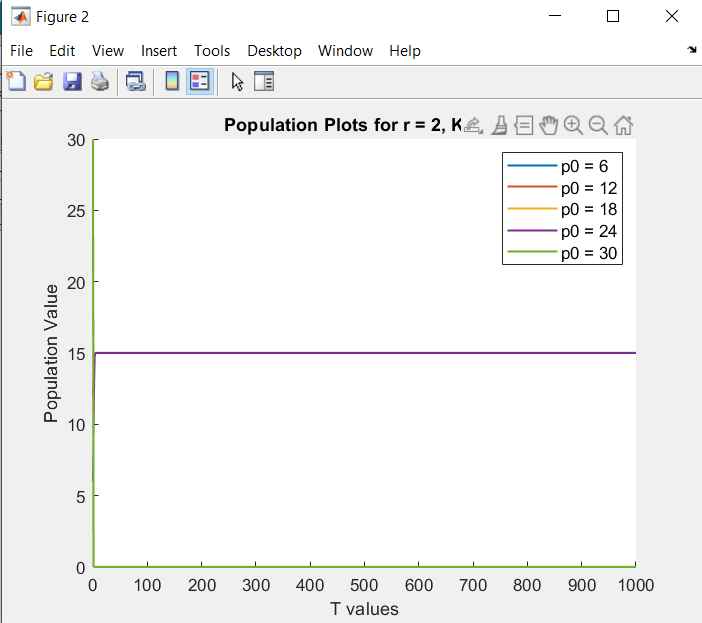 Figure 2
File Edit View Insert Tools Desktop Window Help
Population Plots for r = 2, K
30
25
20
15
10
5
0
Population Value
p0 = 6
p0 = 12
p0 = 18
p0 = 24
p0 = 30
0 100 200 300 400 500 600 700 800 900 1000
T values